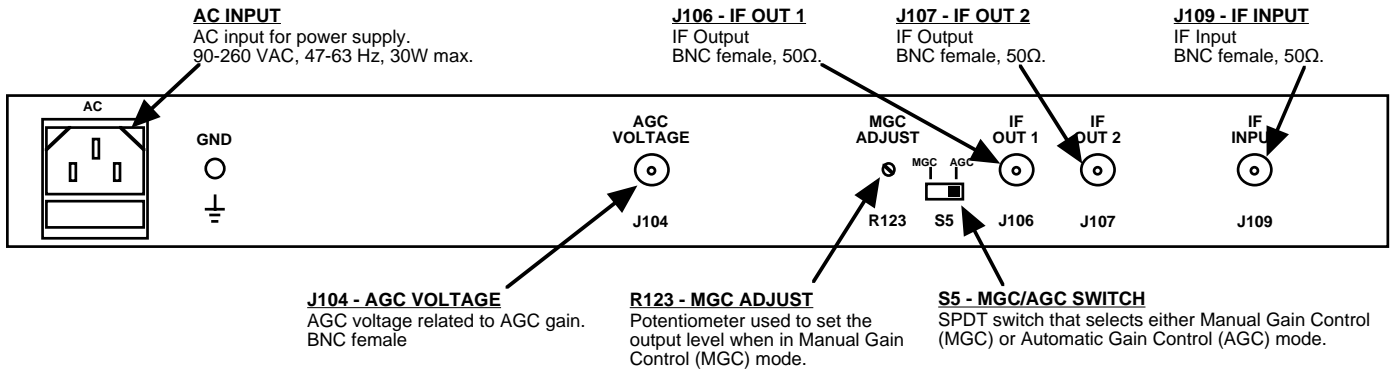 AC INPUT
AC input for power supply.
90-260 VAC, 47-63 Hz, 30W max.
J106 - IF OUT 1
IF Output
BNC female, 50Ω.
J107 - IF OUT 2
IF Output
BNC female, 50Ω.
J109 - IF INPUT
IF Input
BNC female, 50Ω.
AC
GND
AGC
VOLTAGE
J104
MGC
ADJUST
R123
MGC AGC
S5
IF
OUT 1
J106
IF
OUT 2
J107
IF
INPUT
J109
J104 - AGC VOLTAGE
AGC voltage related to AGC gain.
BNC female
R123 - MGC ADJUST
Potentiometer used to set the
output level when in Manual Gain
Control (MGC) mode.
S5 - MGC/AGC SWITCH
SPDT switch that selects either Manual Gain Control
(MGC) or Automatic Gain Control (AGC) mode.